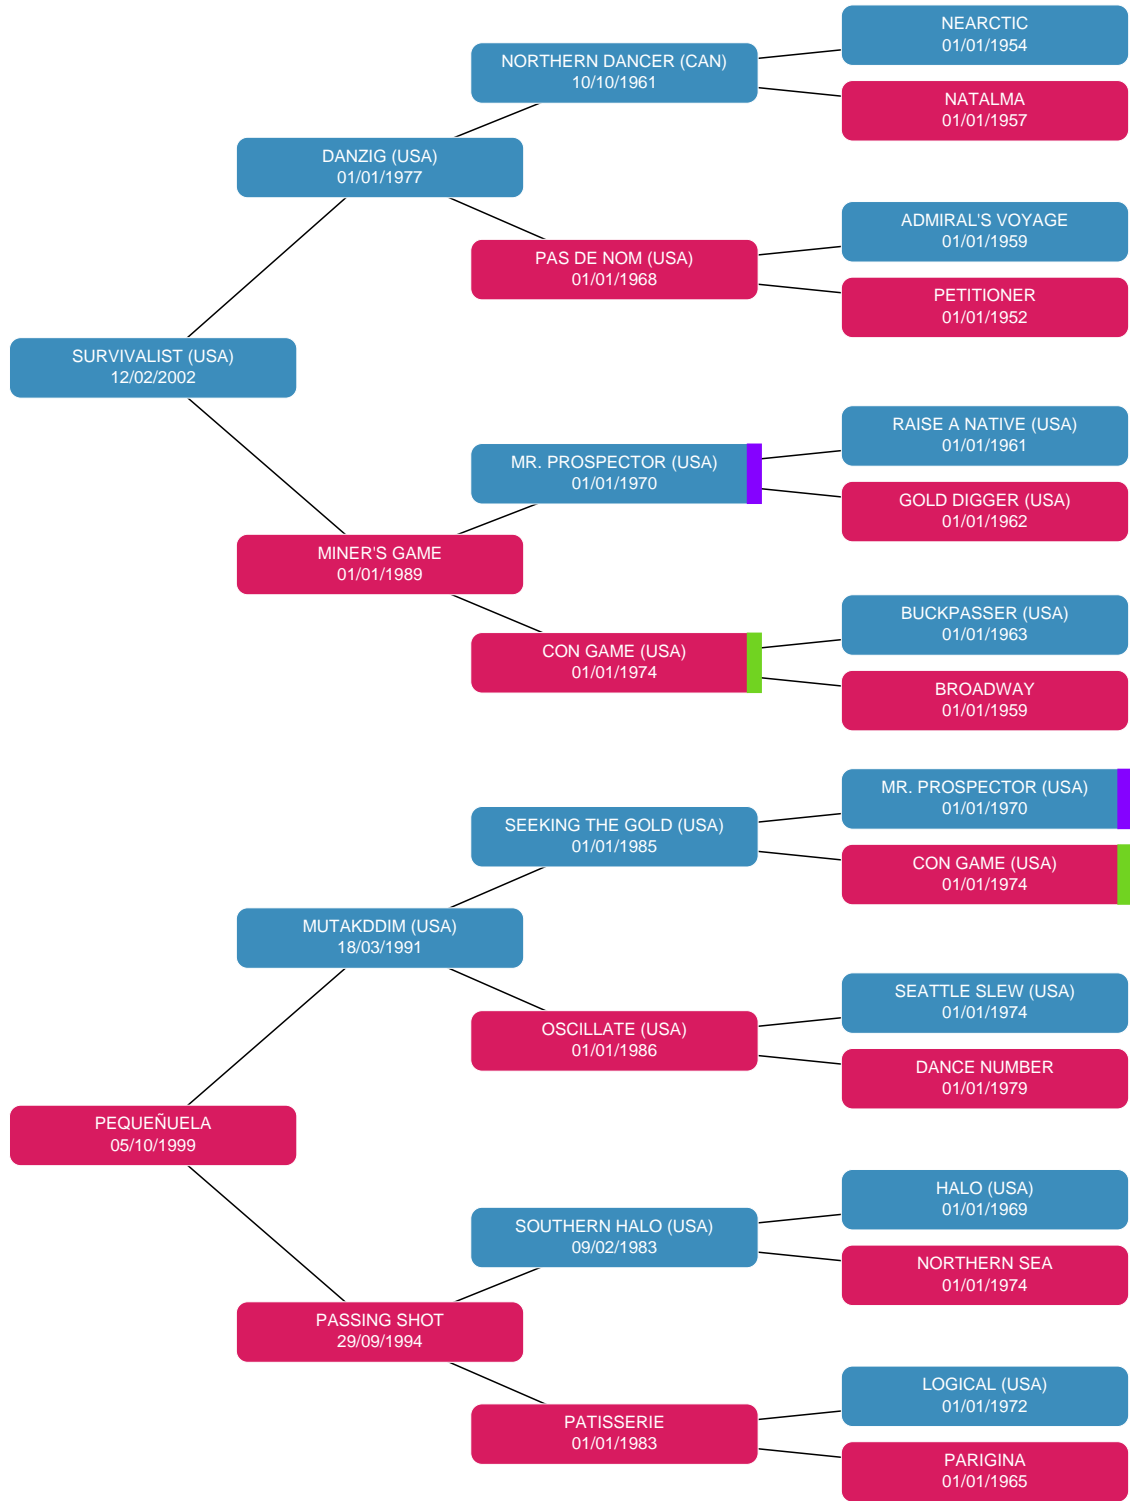 NEARCTIC
01/01/1954
NORTHERN DANCER (CAN)
10/10/1961
NATALMA
01/01/1957
DANZIG (USA)
01/01/1977
ADMIRAL'S VOYAGE
01/01/1959
PAS DE NOM (USA)
01/01/1968
PETITIONER
01/01/1952
SURVIVALIST (USA)
12/02/2002
RAISE A NATIVE (USA)
01/01/1961
MR. PROSPECTOR (USA)
01/01/1970
GOLD DIGGER (USA)
01/01/1962
MINER'S GAME
01/01/1989
BUCKPASSER (USA)
01/01/1963
CON GAME (USA)
01/01/1974
BROADWAY
01/01/1959
MR. PROSPECTOR (USA)
01/01/1970
SEEKING THE GOLD (USA)
01/01/1985
CON GAME (USA)
01/01/1974
MUTAKDDIM (USA)
18/03/1991
SEATTLE SLEW (USA)
01/01/1974
OSCILLATE (USA)
01/01/1986
DANCE NUMBER
01/01/1979
PEQUEÑUELA
05/10/1999
HALO (USA)
01/01/1969
SOUTHERN HALO (USA)
09/02/1983
NORTHERN SEA
01/01/1974
PASSING SHOT
29/09/1994
LOGICAL (USA)
01/01/1972
PATISSERIE
01/01/1983
PARIGINA
01/01/1965